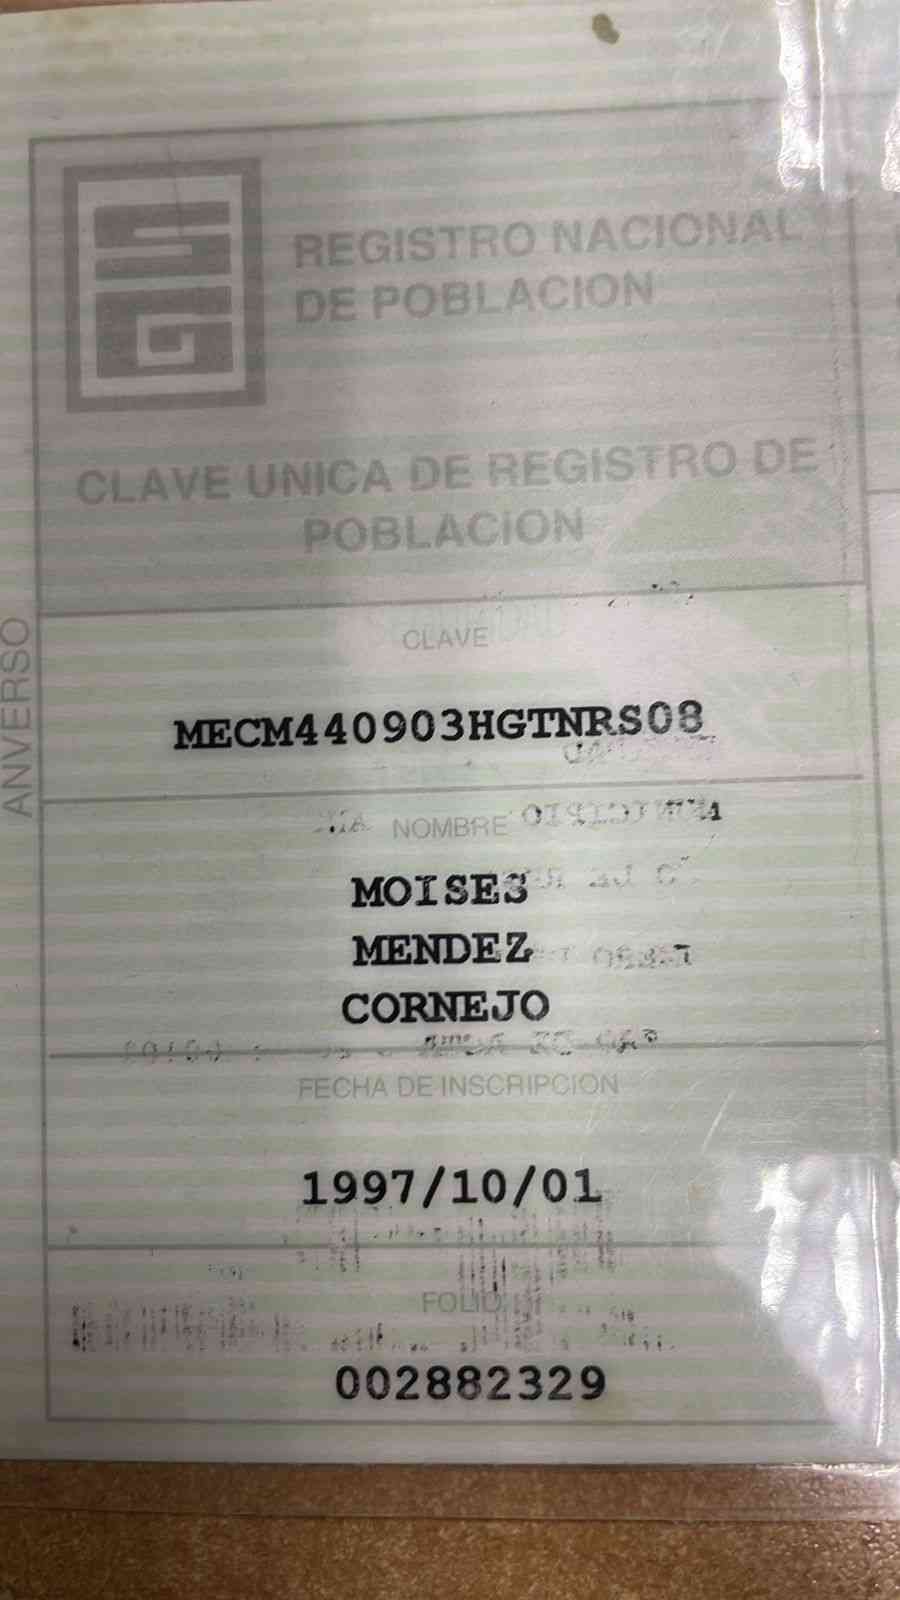 REGISTRO NACIONAL
DE POBLACION
CLAVE UNICA DE REGISTRO DE
POBLACION
ANVERSO
CLAVE
MECM440903HGTNRS08
NOMBRE
MOISES
MENDEZ
CORNEJO
FECHA DE INSCRIPCION
1997/10/01
FOLIO
002882329